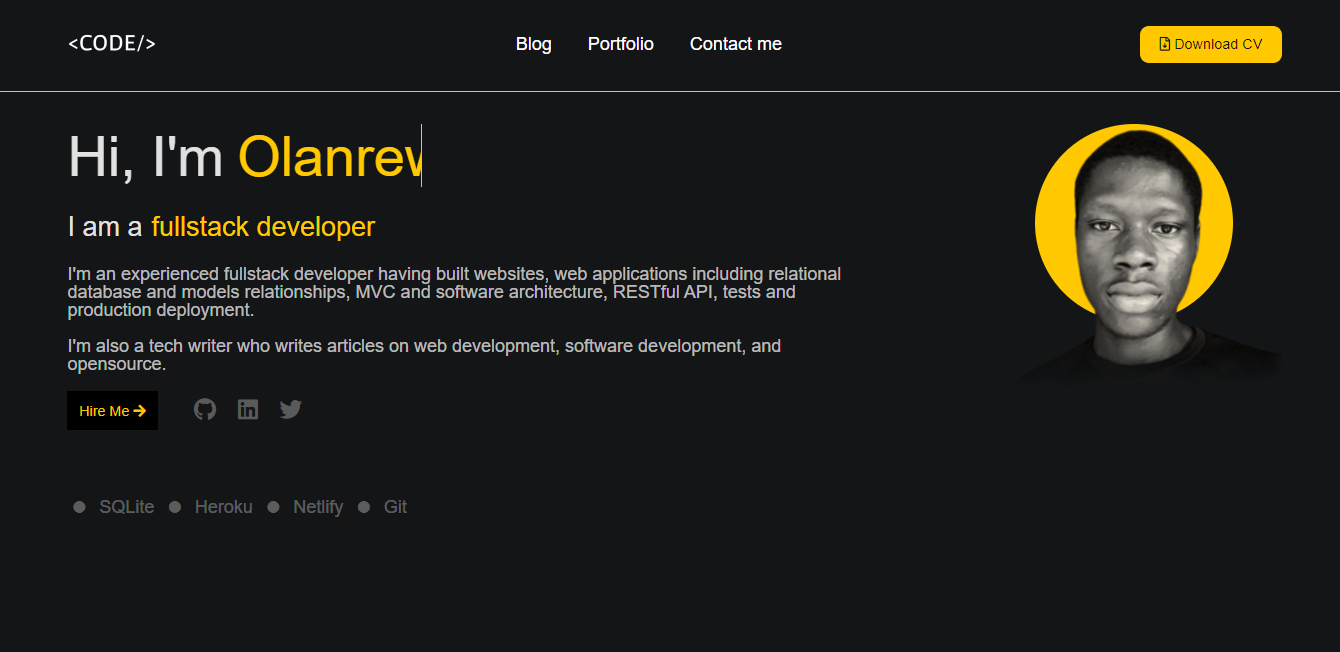 <CODE/>
Blog
Portfolio
Contact me
Download CV
Hi, I'm Olanrew
I am a fullstack developer
I'm an experienced fullstack developer having built websites, web applications including relational
database and models relationships, MVC and software architecture, RESTful API, tests and
production deployment.
I'm also a tech writer who writes articles on web development, software development, and
opensource.
Hire Me
SQLite
Heroku
Netlify
Git